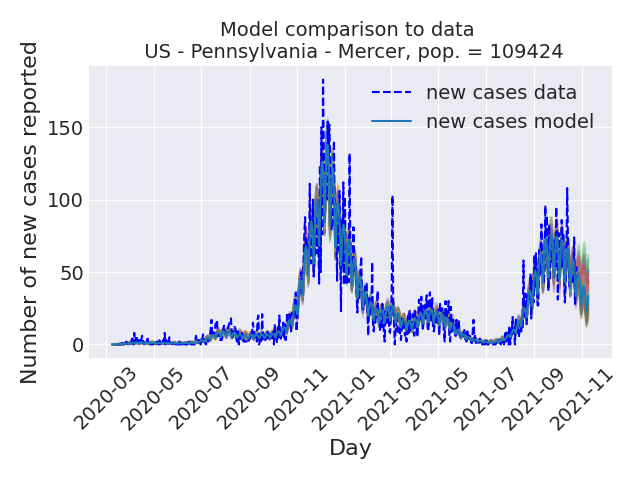 Model comparison to data
US - Pennsylvania - Mercer, pop. = 109424
Number of new cases reported
150
100
50
0
new cases data
new cases model
2020-03
2020-05
2020-07
2020-09
2020-11
2021-01
2021-03
2021-05
2021-07
2021-09
2021-11
Day